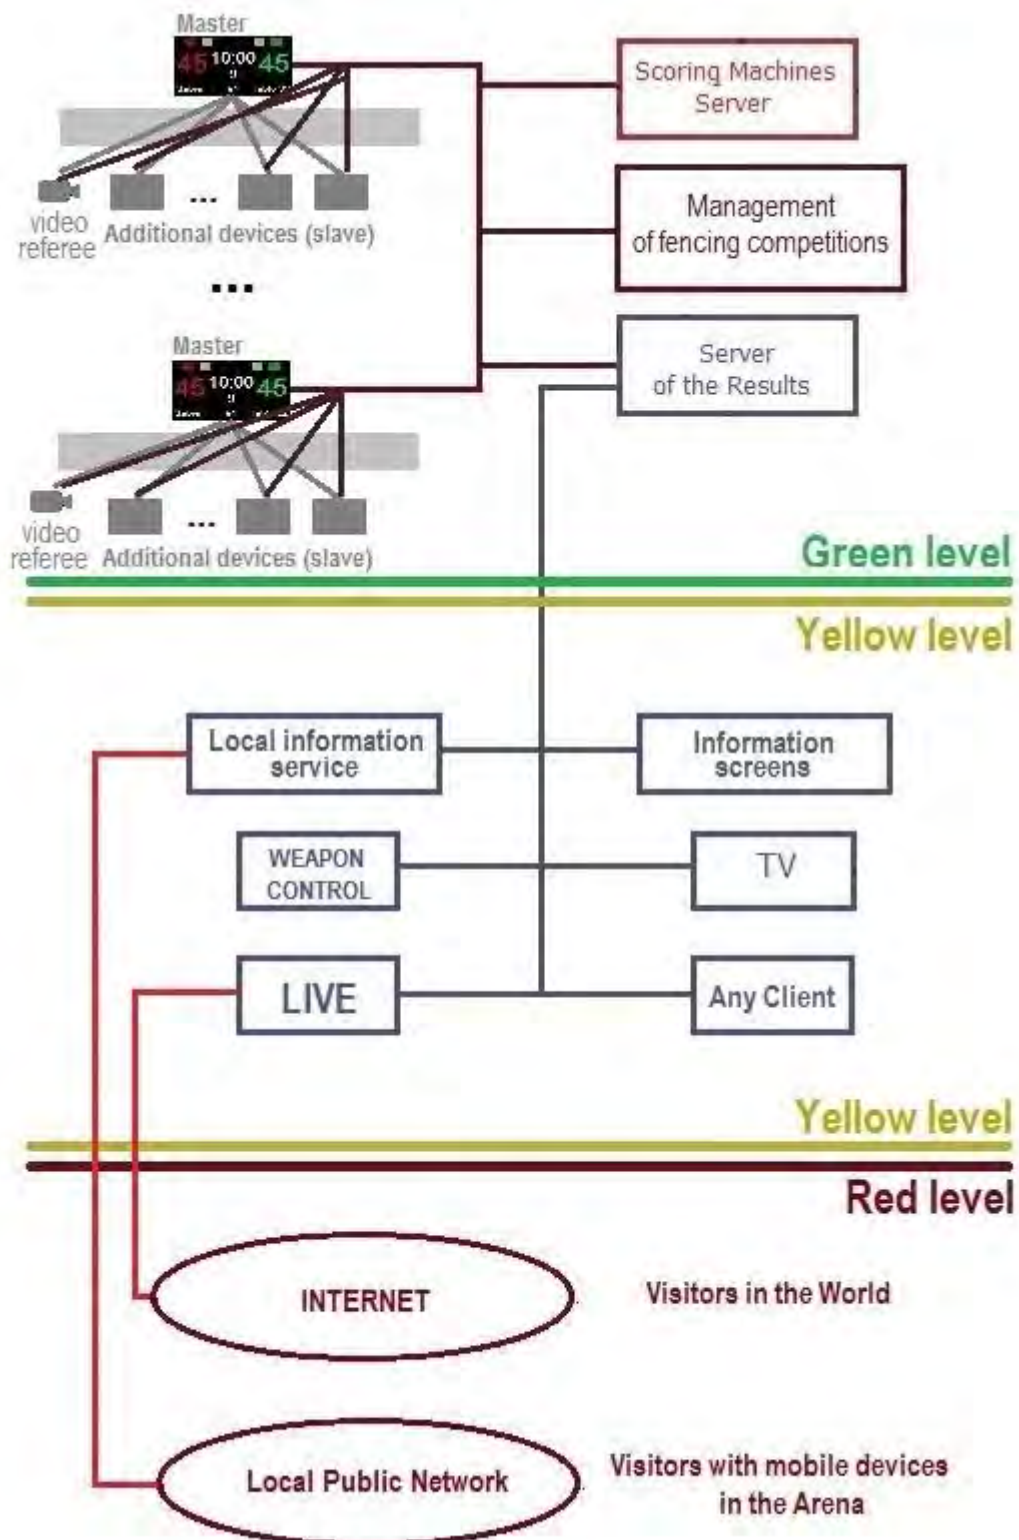 Master
45 10:00 45
9
Scoring Machines
Server
video
referee
...
Additional devices (slave)
Management
of fencing competitions
...
Master
45 10:00 45
9
Server
of the Results
video
referee
...
Additional devices (slave)
Green level
Yellow level
Local information
service
Information
screens
WEAPON
CONTROL
TV
LIVE
Any Client
Yellow level
Red level
INTERNET
Visitors in the World
Local Public Network
Visitors with mobile devices
in the Arena